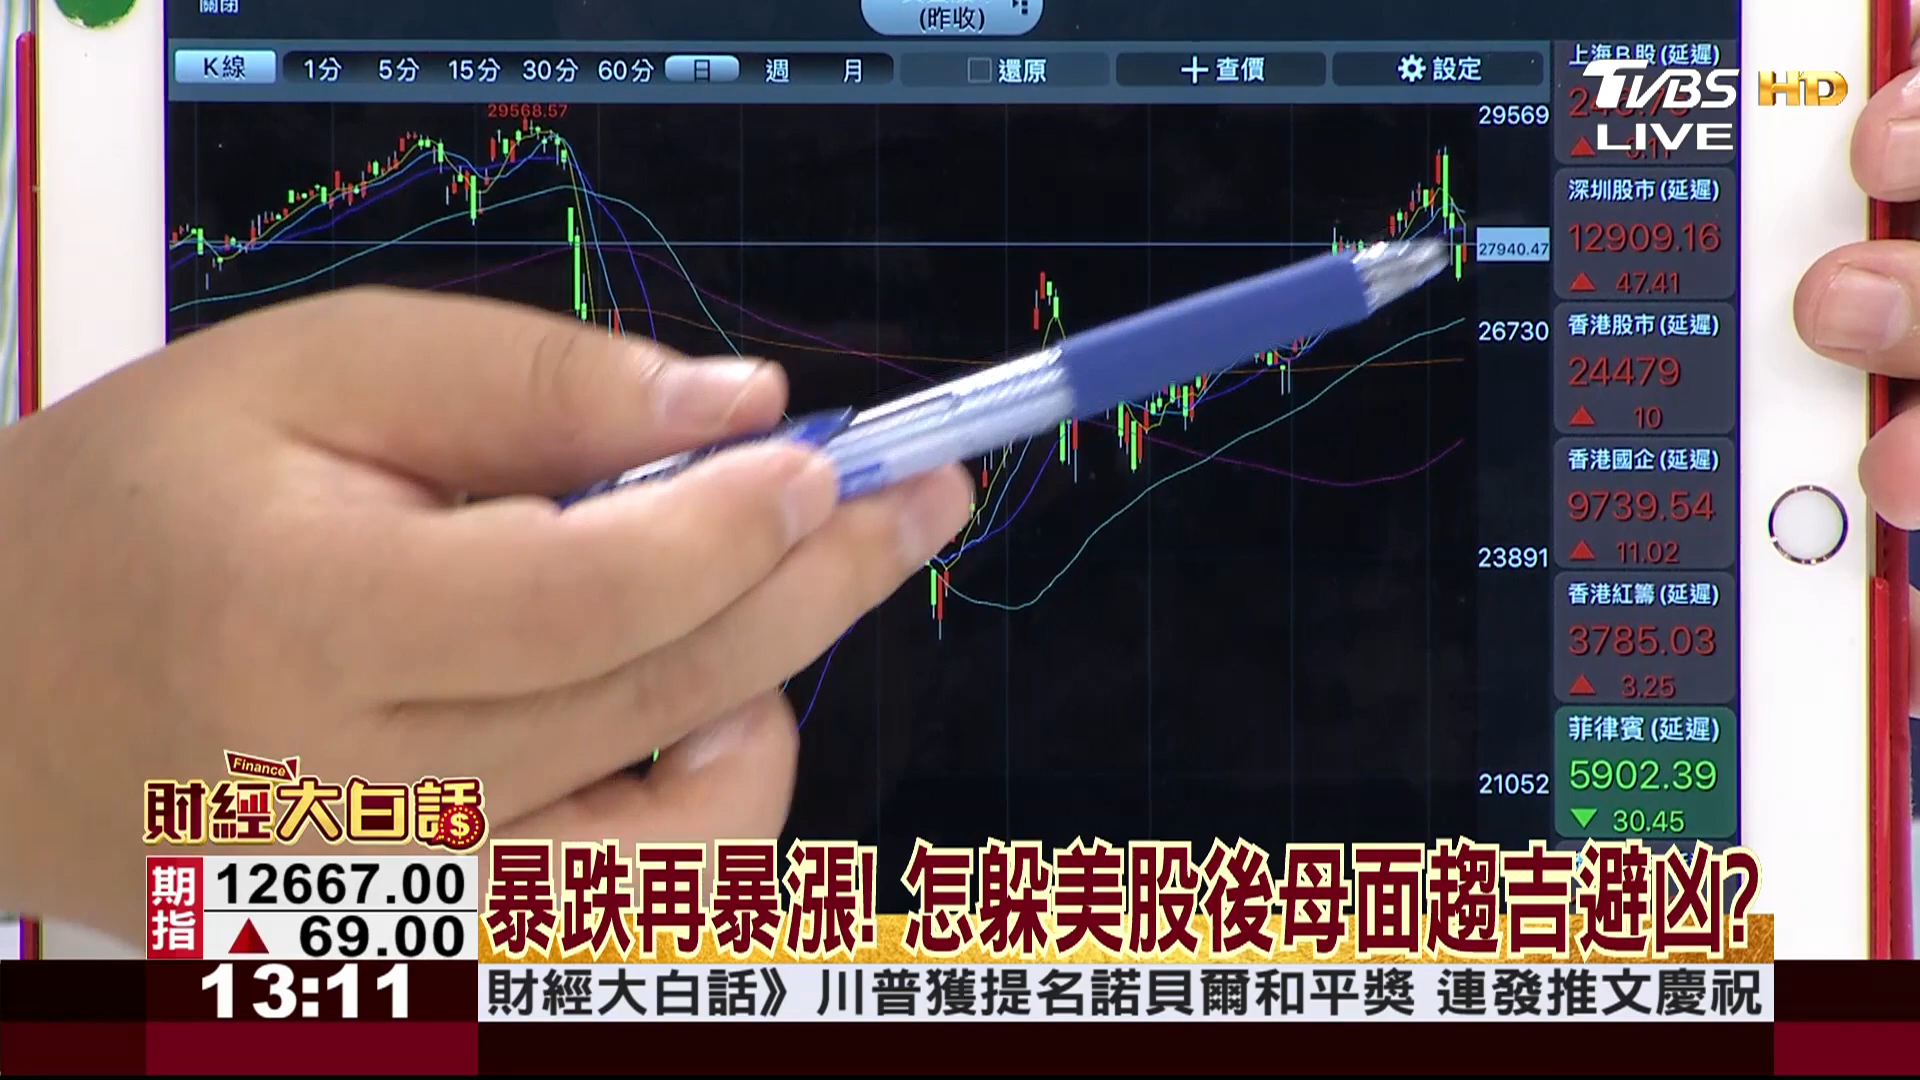 關閉
(昨收)
K線 1分 5分 15分 30分 60分 日 週 月 還原 查價 設定
29568.57
29569
27940.47
26730
23891
21052
上海B股(延遲)
TVBS HD
LIVE
深圳股市(延遲)
12909.16
47.41
香港股市(延遲)
24479
10
香港國企(延遲)
9739.54
11.02
香港紅籌(延遲)
3785.03
3.25
菲律賓(延遲)
5902.39
30.45
Finance
財經大白話
期指
12667.00
69.00
暴跌再暴漲! 怎躲美股後母面趨吉避凶?
13:11
財經大白話》川普獲提名諾貝爾和平獎 連發推文慶祝